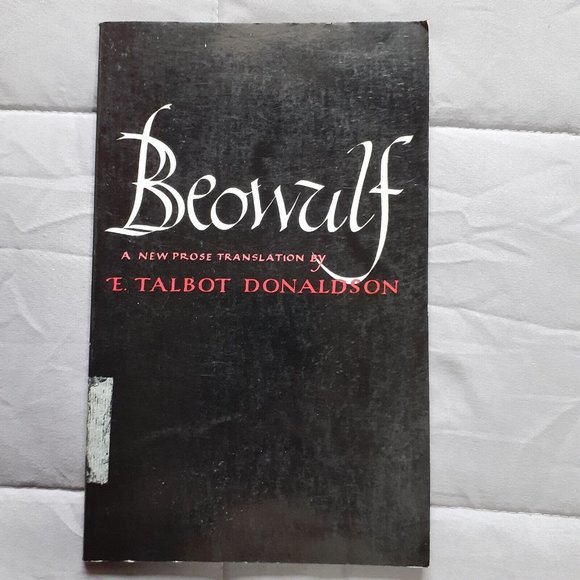 Beowulf
A NEW PROSE TRANSLATION by
E. TALBOT DONALDSON